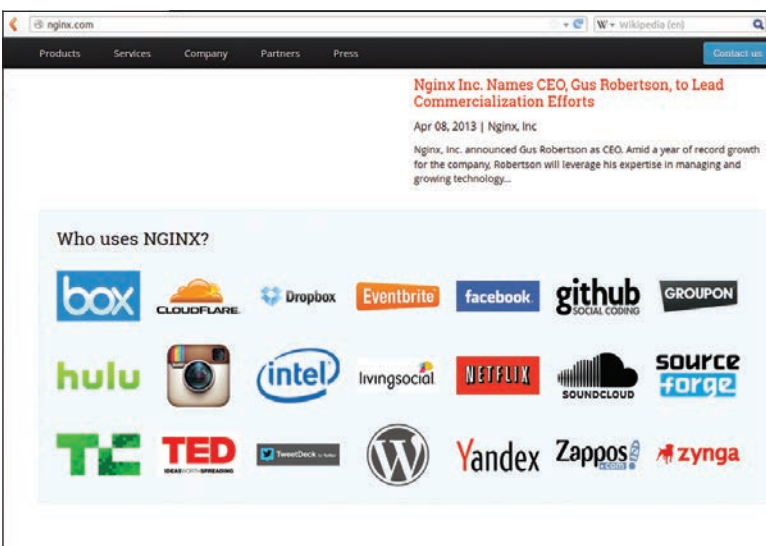 nginx.com
W Wikipedia (en)
Products Services Company Partners Press Contact us
Nginx Inc. Names CEO, Gus Robertson, to Lead
Commercialization Efforts
Apr 08, 2013 | Nginx, Inc
Nginx, Inc. announced Gus Robertson as CEO. Amid a year of record growth
for the company, Robertson will leverage his expertise in managing and
growing technology...
Who uses NGINX?
box CLOUDFLARE Dropbox Eventbrite facebook github SOCIAL CODING GROUPON
hulu intel livingsocial NETFLIX SOUNDCLOUD source forge
TC TED IDEAS WORTH SPREADING TweetDeck W Yandex Zappos.com zynga